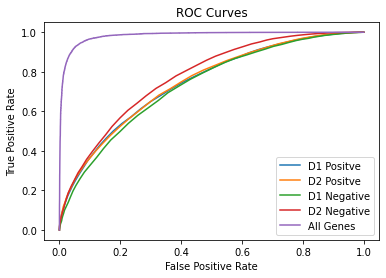 ROC Curves
True Positive Rate
1.0
0.8
0.6
0.4
0.2
0.0
D1 Positve
D2 Positve
D1 Negative
D2 Negative
All Genes
0.0 0.2 0.4 0.6 0.8 1.0
False Positive Rate